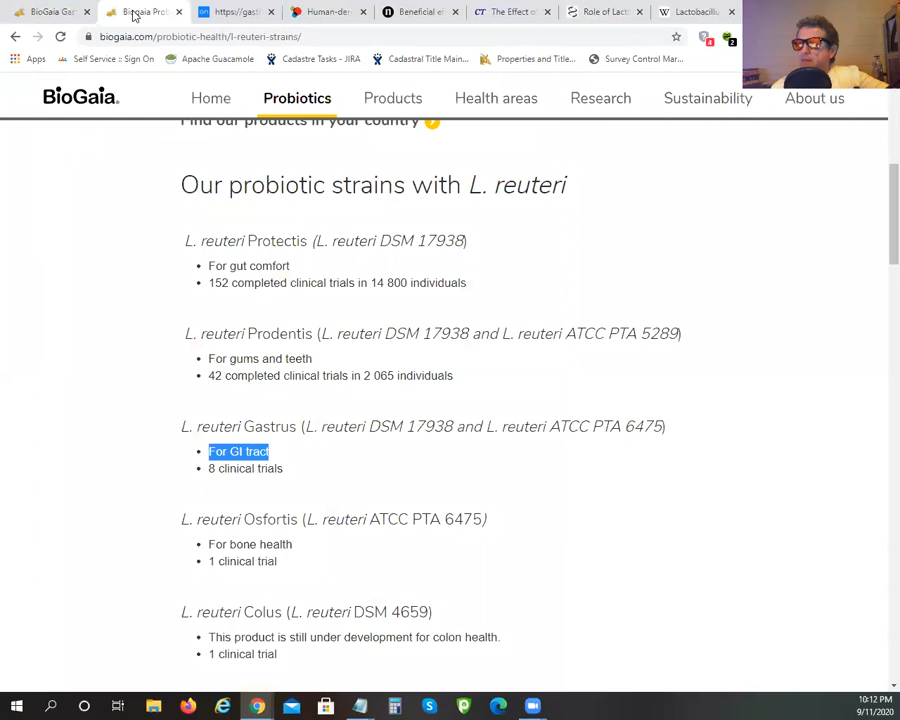 BioGaia Gas
Biogaia Prob
https://gast
Human-der
Beneficial ef
The Effect o
Role of Lact
Lactobacillu
biogaia.com/probiotic-health/l-reuteri-strains/
Apps
Self Service :: Sign On
Apache Guacamole
Cadastre Tasks - JIRA
Cadastral Title Main...
Properties and Title...
Survey Control Mar...
BioGaia.
Home
Probiotics
Products
Health areas
Research
Sustainability
About us
Find our products in your country
Our probiotic strains with L. reuteri
L. reuteri Protectis (L. reuteri DSM 17938)
• For gut comfort
• 152 completed clinical trials in 14 800 individuals
L. reuteri Prodentis (L. reuteri DSM 17938 and L. reuteri ATCC PTA 5289)
• For gums and teeth
• 42 completed clinical trials in 2 065 individuals
L. reuteri Gastrus (L. reuteri DSM 17938 and L. reuteri ATCC PTA 6475)
• For GI tract
• 8 clinical trials
L. reuteri Osfortis (L. reuteri ATCC PTA 6475)
• For bone health
• 1 clinical trial
L. reuteri Colus (L. reuteri DSM 4659)
• This product is still under development for colon health.
• 1 clinical trial
10:12 PM
9/11/2020